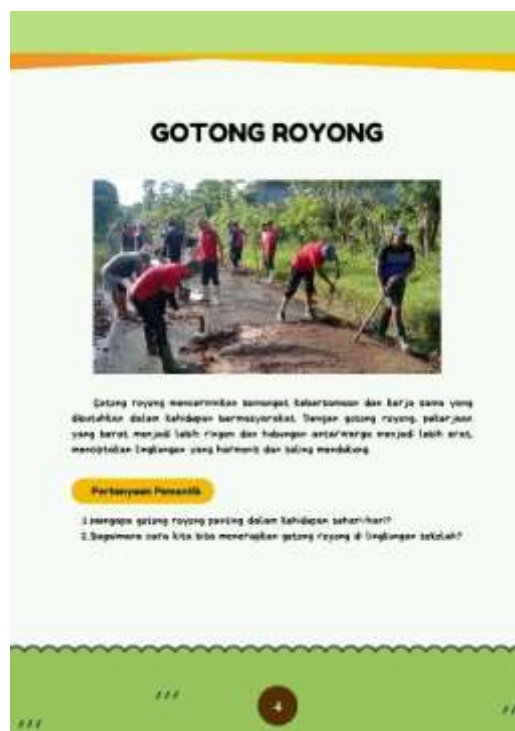 GOTONG ROYONG
Gotong royong mencerminkan semangat kebersamaan dan kerja sama yang
dibutuhkan dalam kehidupan bermasyarakat. Dengan gotong royong, pekerjaan
yang berat menjadi lebih ringan dan hubungan antarwarga menjadi lebih erat,
menciptakan lingkungan yang harmonis dan saling mendukung.
Pertanyaan Pemantik
1.mengapa gotong royong penting dalam kehidupan sehari-hari?
2.Bagaimana cara kita bisa menerapkan gotong royong di lingkungan sekolah?
4